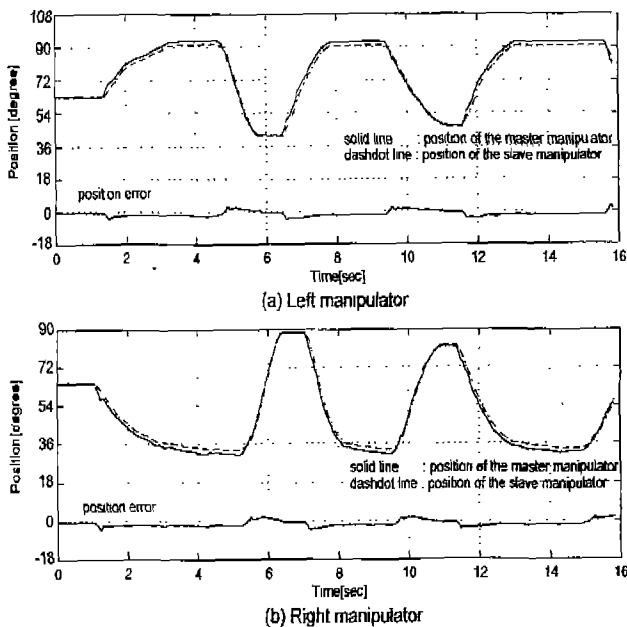 108
90
72
54
36
18
0
-18
Position [degree]
solid line : position of the master manipulator
dashdot line : position of the slave manipulator
position error
0 2 4 6 8 10 12 14 16
Time[sec]
(a) Left manipulator
90
72
54
36
18
0
-18
Position [degree]
solid line : position of the master manipulator
dashdot line : position of the slave manipulator
position error
0 2 4 6 8 10 12 14 16
Time[sec]
(b) Right manipulator